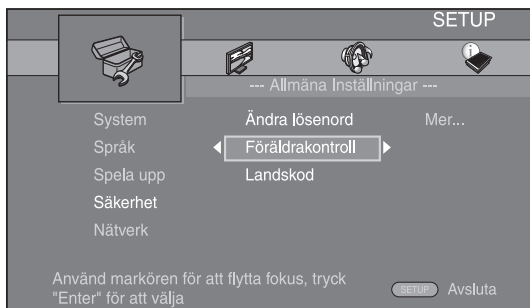 SETUP
--- Allmäna Inställningar ---
System
Ändra lösenord
Mer...
Språk
Föräldrakontroll
Spela upp
Landskod
Säkerhet
Nätverk
Använd markören för att flytta fokus, tryck
"Enter" för att välja
SETUP Avsluta